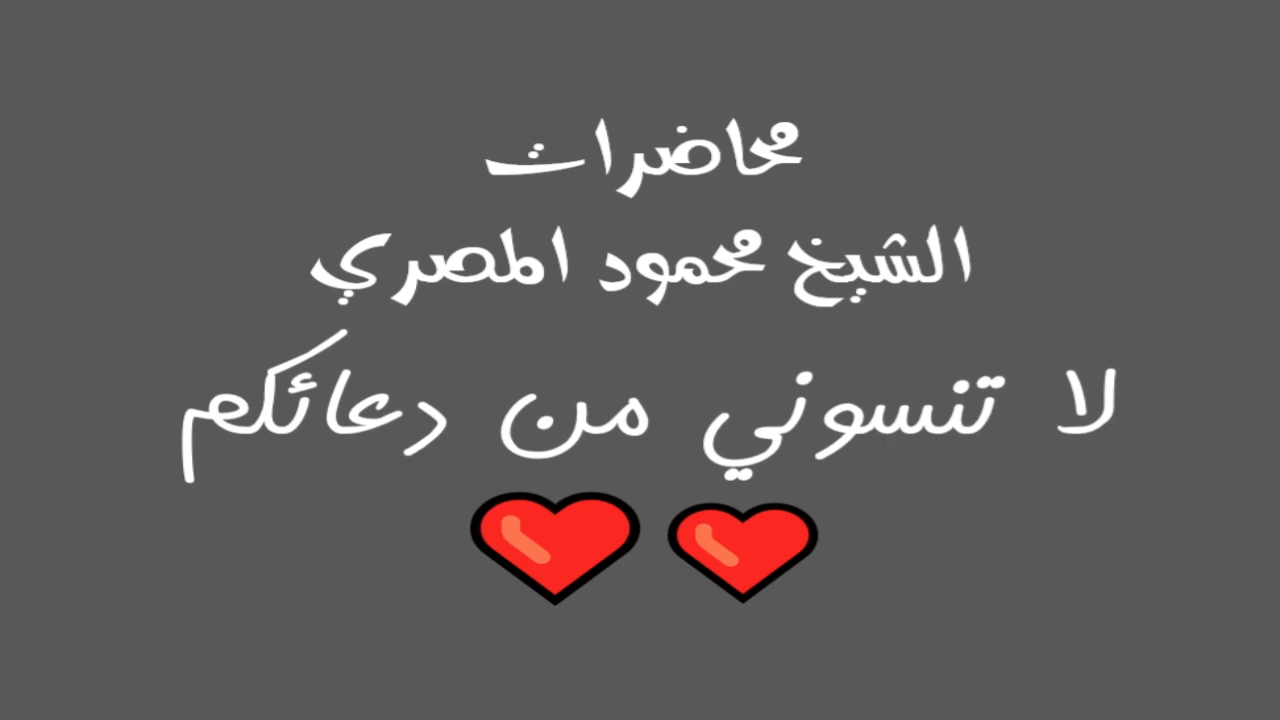 محاضرات
الشيخ محمود المصري
لا تنسوني من دعائكم